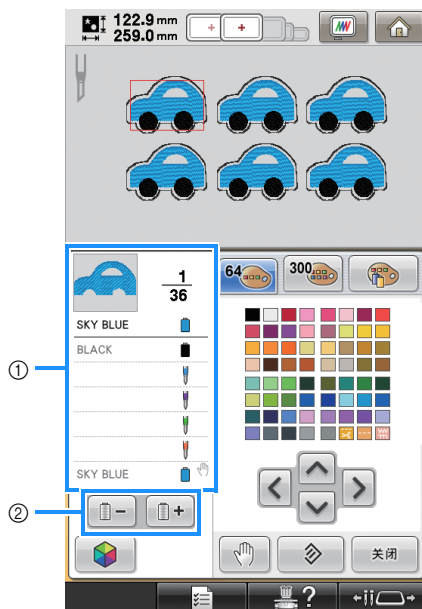 122.9 mm
259.0 mm
64
300
1
36
SKY BLUE
BLACK
SKY BLUE
①
②
− +
关闭
?